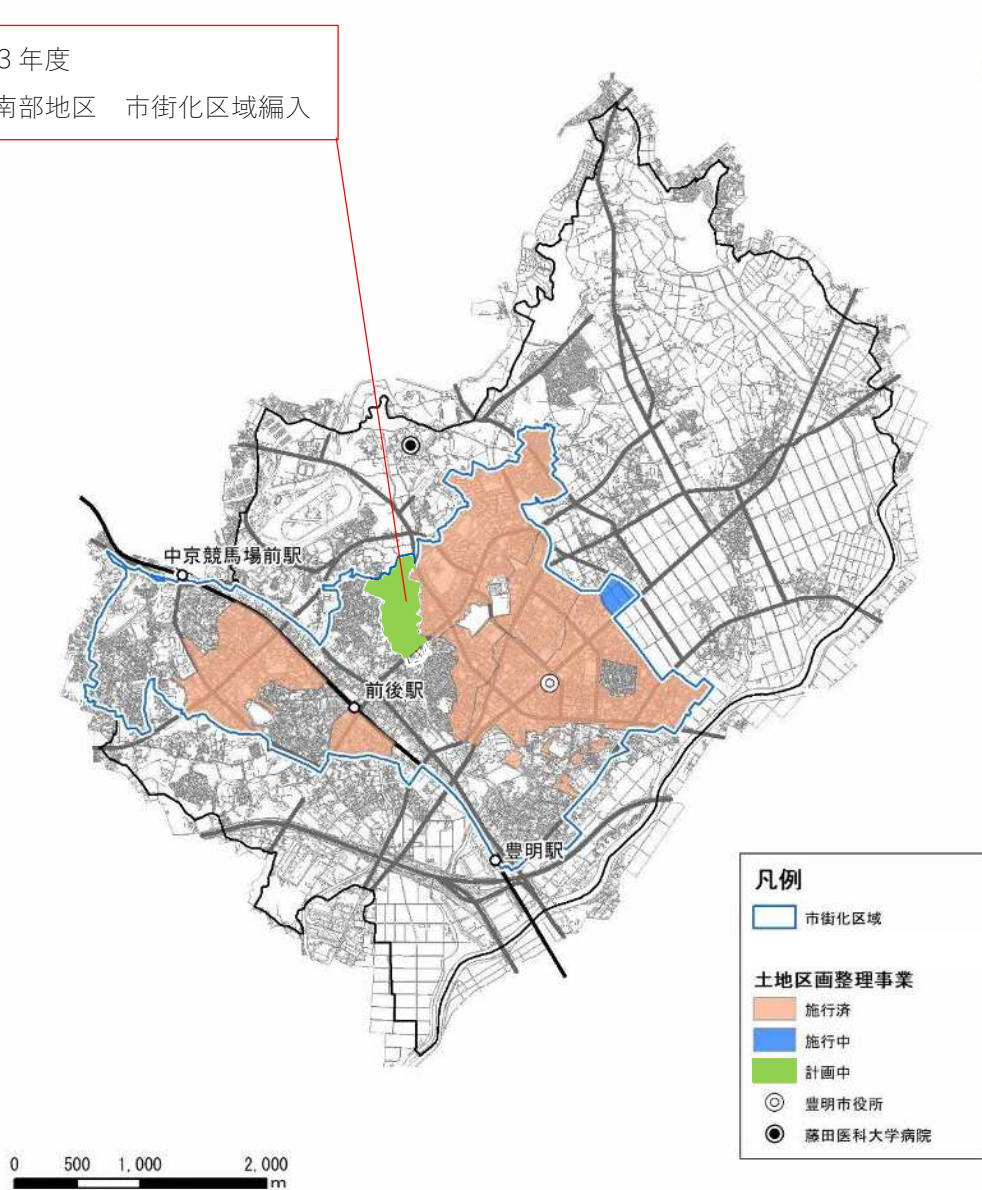 3年度
南部地区　市街化区域編入
中京競馬場前駅
前後駅
豊明駅
凡例
市街化区域
土地区画整理事業
施行済
施行中
計画中
豊明市役所
藤田医科大学病院
0 500 1,000 2,000
m